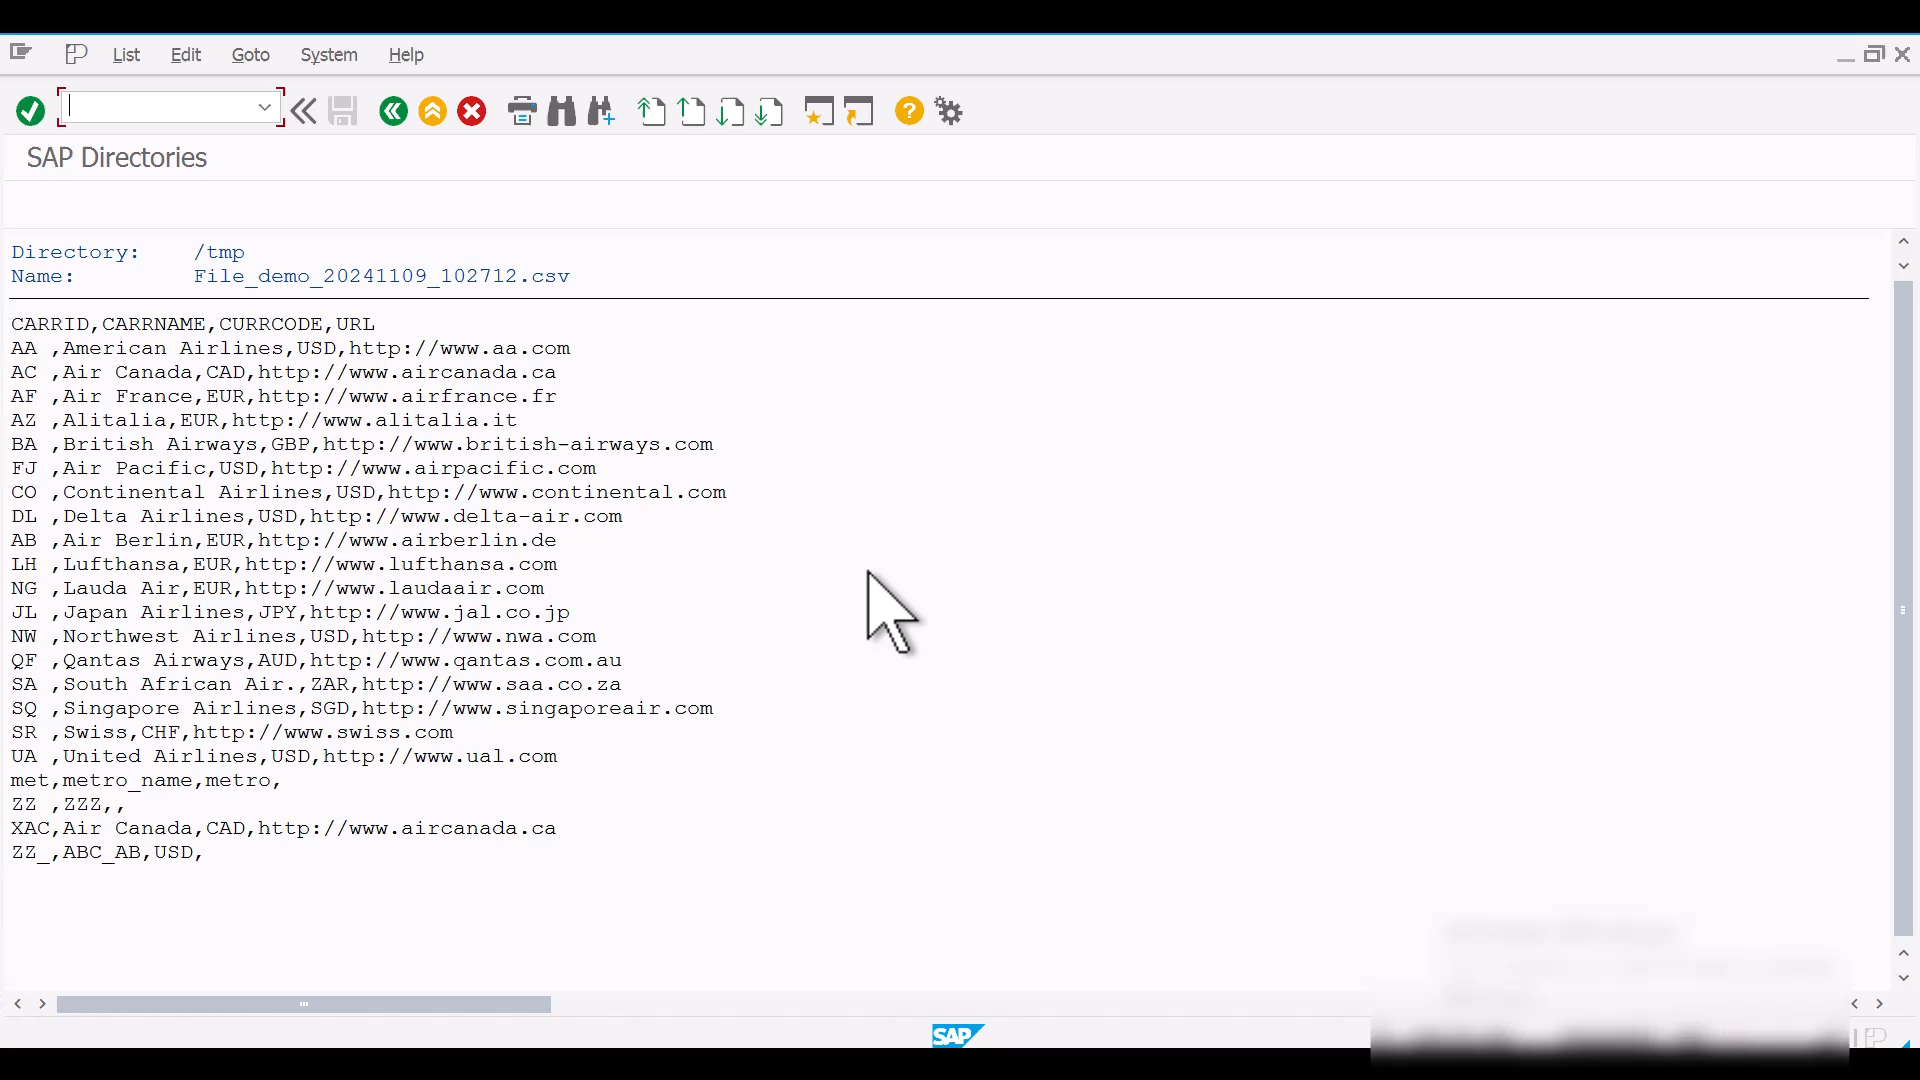 List Edit Goto System Help
SAP Directories
Directory: /tmp
Name: File_demo_20241109_102712.csv
CARRID,CARRNAME,CURRCODE,URL
AA ,American Airlines,USD,http://www.aa.com
AC ,Air Canada,CAD,http://www.aircanada.ca
AF ,Air France,EUR,http://www.airfrance.fr
AZ ,Alitalia,EUR,http://www.alitalia.it
BA ,British Airways,GBP,http://www.british-airways.com
FJ ,Air Pacific,USD,http://www.airpacific.com
CO ,Continental Airlines,USD,http://www.continental.com
DL ,Delta Airlines,USD,http://www.delta-air.com
AB ,Air Berlin,EUR,http://www.airberlin.de
LH ,Lufthansa,EUR,http://www.lufthansa.com
NG ,Lauda Air,EUR,http://www.laudaair.com
JL ,Japan Airlines,JPY,http://www.jal.co.jp
NW ,Northwest Airlines,USD,http://www.nwa.com
QF ,Qantas Airways,AUD,http://www.qantas.com.au
SA ,South African Air.,ZAR,http://www.saa.co.za
SQ ,Singapore Airlines,SGD,http://www.singaporeair.com
SR ,Swiss,CHF,http://www.swiss.com
UA ,United Airlines,USD,http://www.ual.com
met,metro_name,metro,
ZZ ,ZZZ,,
XAC,Air Canada,CAD,http://www.aircanada.ca
ZZ_,ABC_AB,USD,
SAP